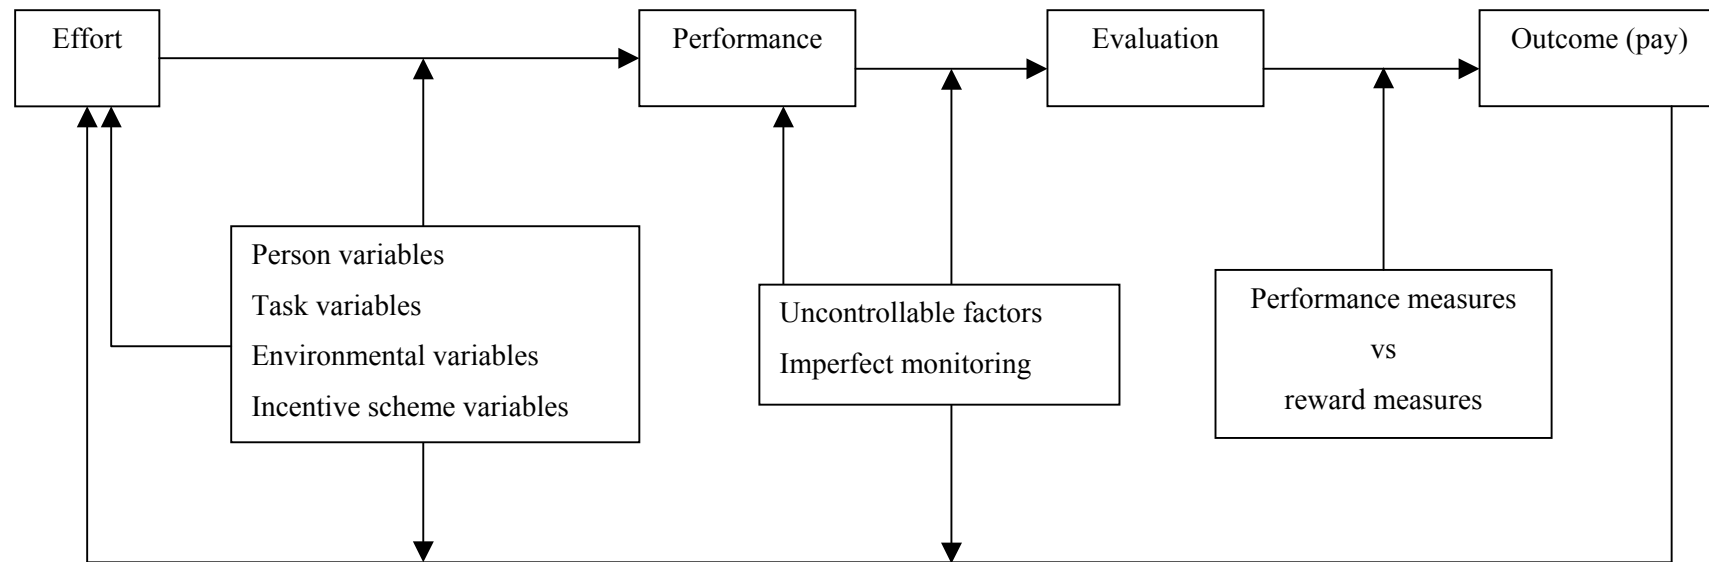 Effort
Performance
Evaluation
Outcome (pay)
Person variables
Task variables
Environmental variables
Incentive scheme variables
Uncontrollable factors
Imperfect monitoring
Performance measures
vs
reward measures